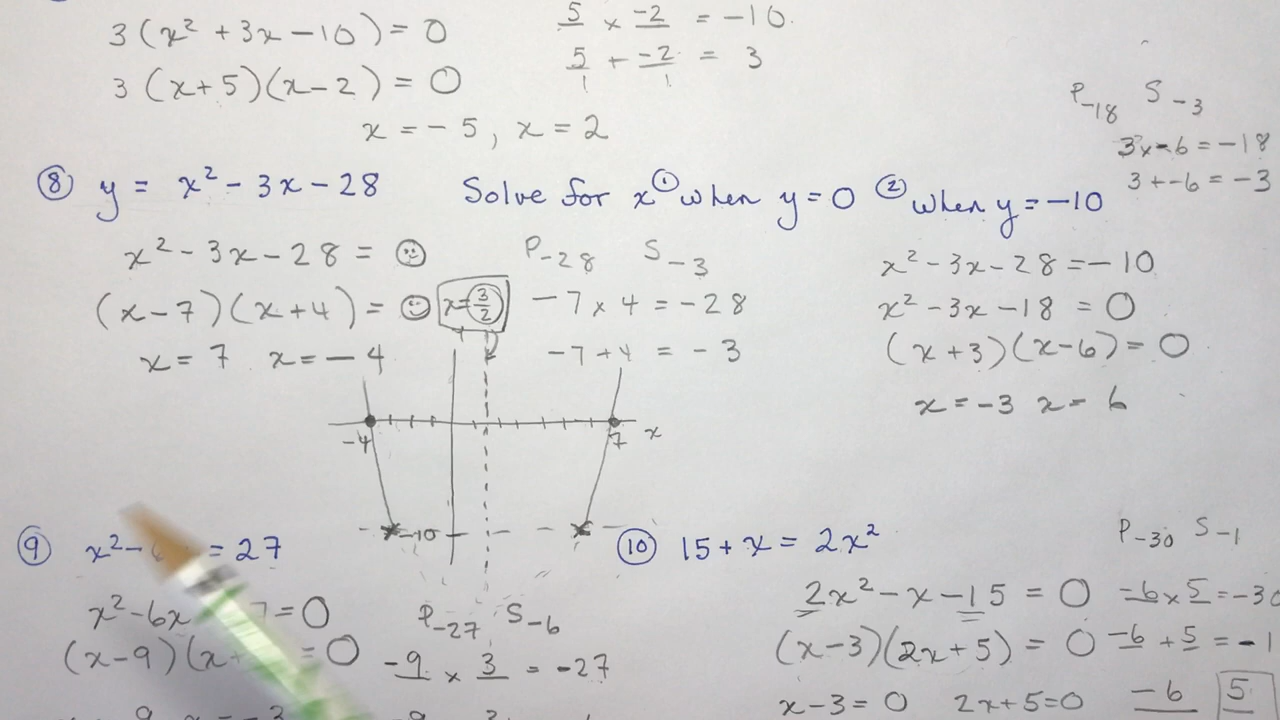 3(x² + 3x - 10) = 0
5 × -2 = -10.
3(x+5)(x-2) = 0
5 + -2 = 3
1 1
x = -5, x = 2
P₋₁₈ S₋₃
3x-6 = -18
3 + -6 = -3
⑧ y = x² - 3x - 28 Solve for x ① when y = 0 ② when y = -10
x² - 3x - 28 = ☺
P₋₂₈ S₋₃
x² - 3x - 28 = -10
(x-7)(x+4) = ☺
x = 3/2
-7 × 4 = -28
x² - 3x - 18 = 0
x = 7 x = -4
-7 + 4 = -3
(x+3)(x-6) = 0
x = -3 x = 6
-4 7 x
-10
⑨ x² - = 27
⑩ 15 + x = 2x²
P₋₃₀ S₋₁
x² - 6x 7 = 0
P₋₂₇ S₋₆
2x² - x - 15 = 0
-6 × 5 = -30
(x-9)(x+ = 0
-9 × 3 = -27
(x-3)(2x+5) = 0
-6 + 5 = -1
x - 3 = 0 2x + 5 = 0
-6 5